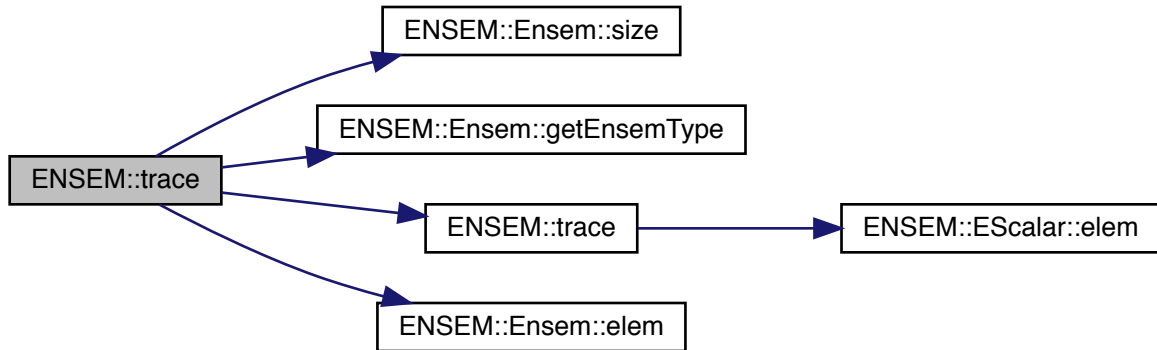 ENSEM::Ensem::size
ENSEM::Ensem::getEnsemType
ENSEM::trace
ENSEM::trace
ENSEM::EScalar::elem
ENSEM::Ensem::elem